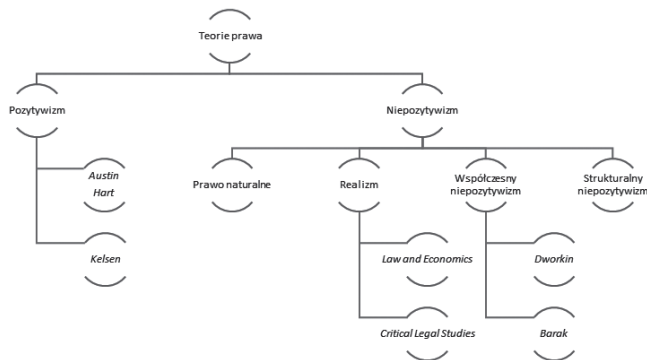 Teorie prawa
Pozytywizm
Niepozytywizm
Austin
Hart
Kelsen
Prawo naturalne
Realizm
Współczesny
niepozytywizm
Strukturalny
niepozytywizm
Law and Economics
Dworkin
Critical Legal Studies
Barak